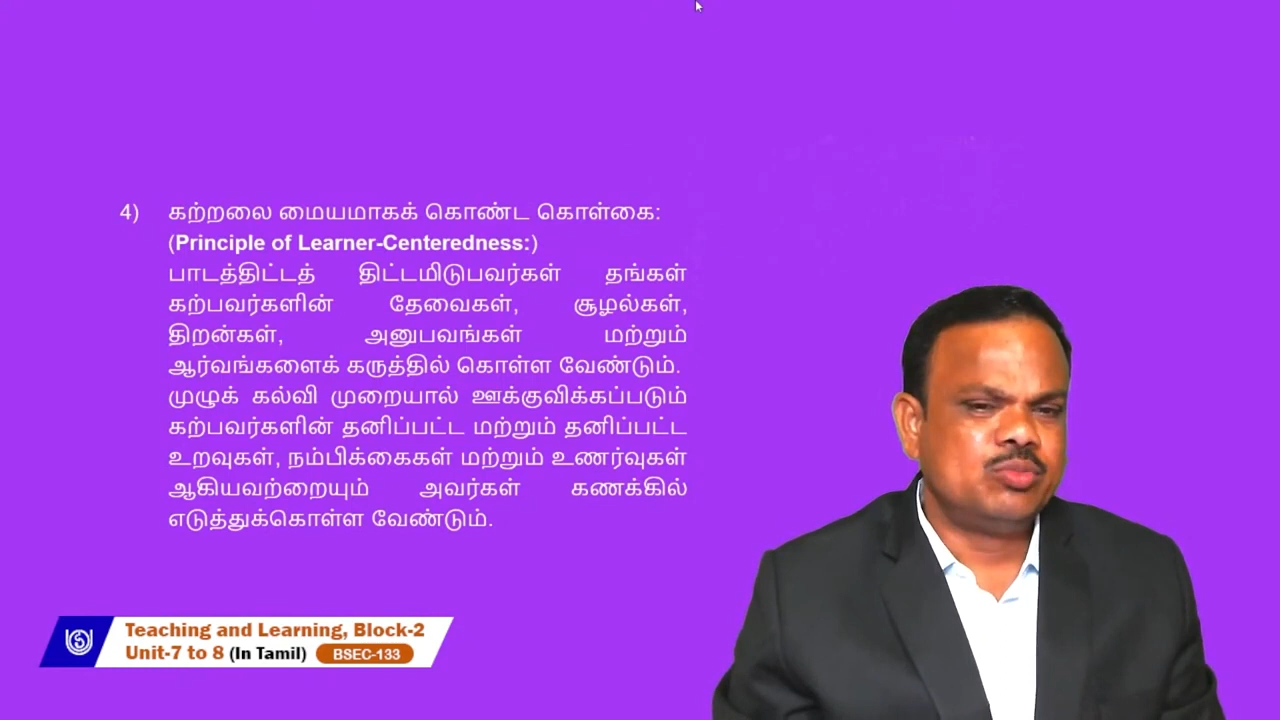 4) கற்றலை மையமாகக் கொண்ட கொள்கை:
(Principle of Learner-Centeredness:)
பாடத்திட்டத் திட்டமிடுபவர்கள் தங்கள்
கற்பவர்களின் தேவைகள், சூழல்கள்,
திறன்கள், அனுபவங்கள் மற்றும்
ஆர்வங்களைக் கருத்தில் கொள்ள வேண்டும்.
முழுக் கல்வி முறையால் ஊக்குவிக்கப்படும்
கற்பவர்களின் தனிப்பட்ட மற்றும் தனிப்பட்ட
உறவுகள், நம்பிக்கைகள் மற்றும் உணர்வுகள்
ஆகியவற்றையும் அவர்கள் கணக்கில்
எடுத்துக்கொள்ள வேண்டும்.
Teaching and Learning, Block-2
Unit-7 to 8 (In Tamil) BSEC-133